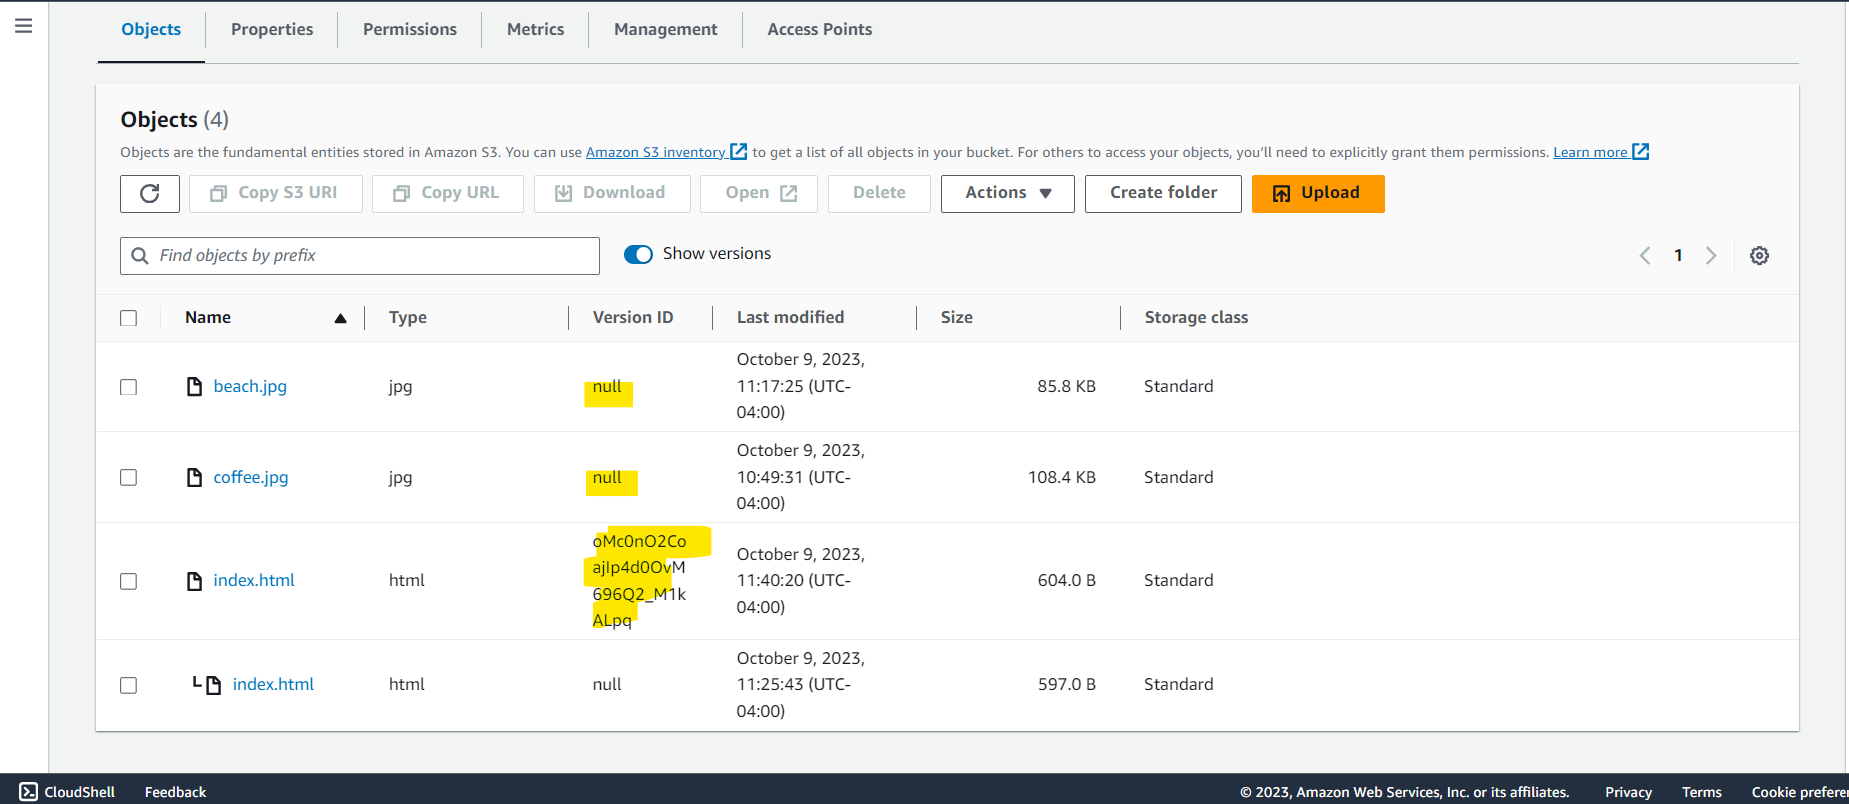 Objects Properties Permissions Metrics Management Access Points
Objects (4)
Objects are the fundamental entities stored in Amazon S3. You can use Amazon S3 inventory to get a list of all objects in your bucket. For others to access your objects, you'll need to explicitly grant them permissions. Learn more
Copy S3 URI Copy URL Download Open Delete Actions Create folder Upload
Find objects by prefix Show versions 1
Name Type Version ID Last modified Size Storage class
beach.jpg jpg null October 9, 2023, 11:17:25 (UTC-04:00) 85.8 KB Standard
coffee.jpg jpg null October 9, 2023, 10:49:31 (UTC-04:00) 108.4 KB Standard
index.html html oMc0nO2CoajIp4d0OvM696Q2_M1kALpq October 9, 2023, 11:40:20 (UTC-04:00) 604.0 B Standard
index.html html null October 9, 2023, 11:25:43 (UTC-04:00) 597.0 B Standard
CloudShell Feedback © 2023, Amazon Web Services, Inc. or its affiliates. Privacy Terms Cookie prefere